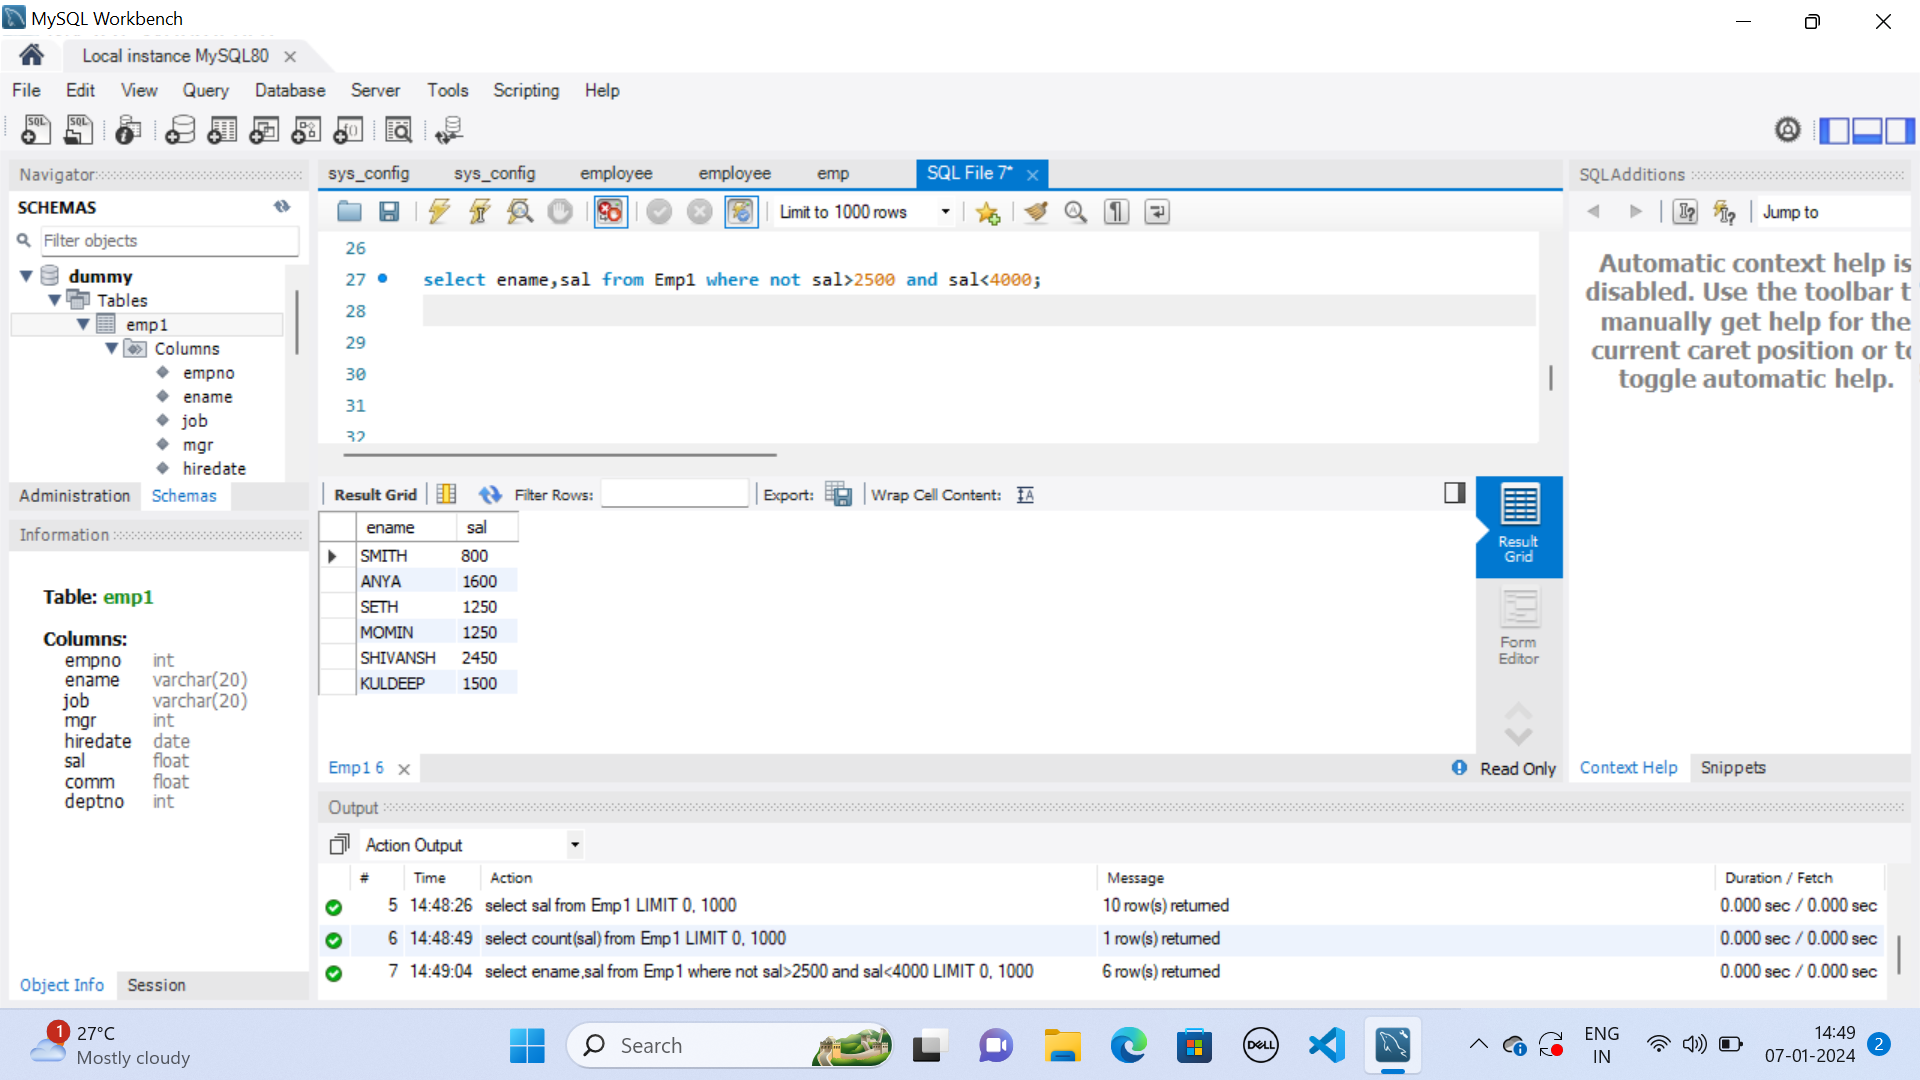 MySQL Workbench
Local instance MySQL80
File Edit View Query Database Server Tools Scripting Help
Navigator
SCHEMAS
Filter objects
dummy
Tables
emp1
Columns
empno
ename
job
mgr
hiredate
Administration Schemas
Information
Table: emp1
Columns:
empno int
ename varchar(20)
job varchar(20)
mgr int
hiredate date
sal float
comm float
deptno int
Object Info Session
sys_config sys_config employee employee emp SQL File 7*
Limit to 1000 rows
26
27 select ename,sal from Emp1 where not sal>2500 and sal<4000;
28
29
30
31
32
Result Grid Filter Rows: Export: Wrap Cell Content:
ename sal
SMITH 800
ANYA 1600
SETH 1250
MOMIN 1250
SHIVANSH 2450
KULDEEP 1500
Result
Grid
Form
Editor
Emp1 6
Read Only
SQLAdditions
Jump to
Automatic context help is
disabled. Use the toolbar t
manually get help for the
current caret position or to
toggle automatic help.
Context Help Snippets
Output
Action Output
# Time Action Message Duration / Fetch
5 14:48:26 select sal from Emp1 LIMIT 0, 1000 10 row(s) returned 0.000 sec / 0.000 sec
6 14:48:49 select count(sal) from Emp1 LIMIT 0, 1000 1 row(s) returned 0.000 sec / 0.000 sec
7 14:49:04 select ename,sal from Emp1 where not sal>2500 and sal<4000 LIMIT 0, 1000 6 row(s) returned 0.000 sec / 0.000 sec
1
27°C
Mostly cloudy
Search
DELL
ENG
IN
14:49
07-01-2024
2